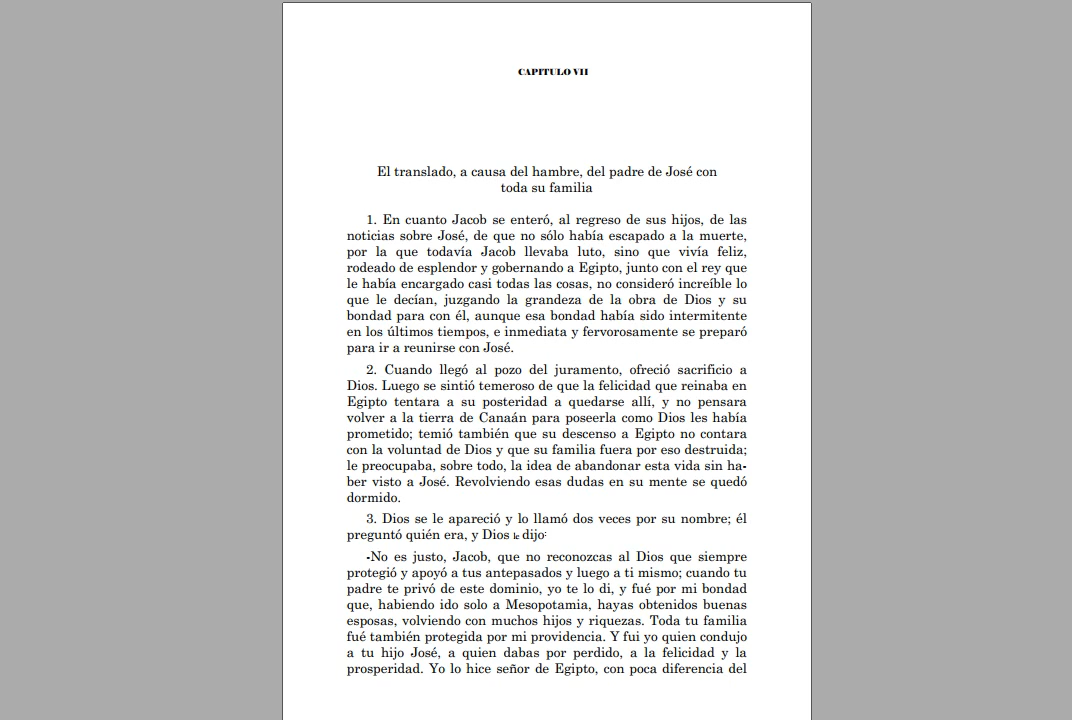 CAPITULO VII
El translado, a causa del hambre, del padre de José con
toda su familia
1. En cuanto Jacob se enteró, al regreso de sus hijos, de las
noticias sobre José, de que no sólo había escapado a la muerte,
por la que todavía Jacob llevaba luto, sino que vivía feliz,
rodeado de esplendor y gobernando a Egipto, junto con el rey que
le había encargado casi todas las cosas, no consideró increíble lo
que le decían, juzgando la grandeza de la obra de Dios y su
bondad para con él, aunque esa bondad había sido intermitente
en los últimos tiempos, e inmediata y fervorosamente se preparó
para ir a reunirse con José.
2. Cuando llegó al pozo del juramento, ofreció sacrificio a
Dios. Luego se sintió temeroso de que la felicidad que reinaba en
Egipto tentara a su posteridad a quedarse allí, y no pensara
volver a la tierra de Canaán para poseerla como Dios les había
prometido; temió también que su descenso a Egipto no contara
con la voluntad de Dios y que su familia fuera por eso destruida;
le preocupaba, sobre todo, la idea de abandonar esta vida sin ha-
ber visto a José. Revolviendo esas dudas en su mente se quedó
dormido.
3. Dios se le apareció y lo llamó dos veces por su nombre; él
preguntó quién era, y Dios le dijo:
-No es justo, Jacob, que no reconozcas al Dios que siempre
protegió y apoyó a tus antepasados y luego a ti mismo; cuando tu
padre te privó de este dominio, yo te lo di, y fué por mi bondad
que, habiendo ido solo a Mesopotamia, hayas obtenidos buenas
esposas, volviendo con muchos hijos y riquezas. Toda tu familia
fué también protegida por mi providencia. Y fui yo quien condujo
a tu hijo José, a quien dabas por perdido, a la felicidad y la
prosperidad. Yo lo hice señor de Egipto, con poca diferencia del